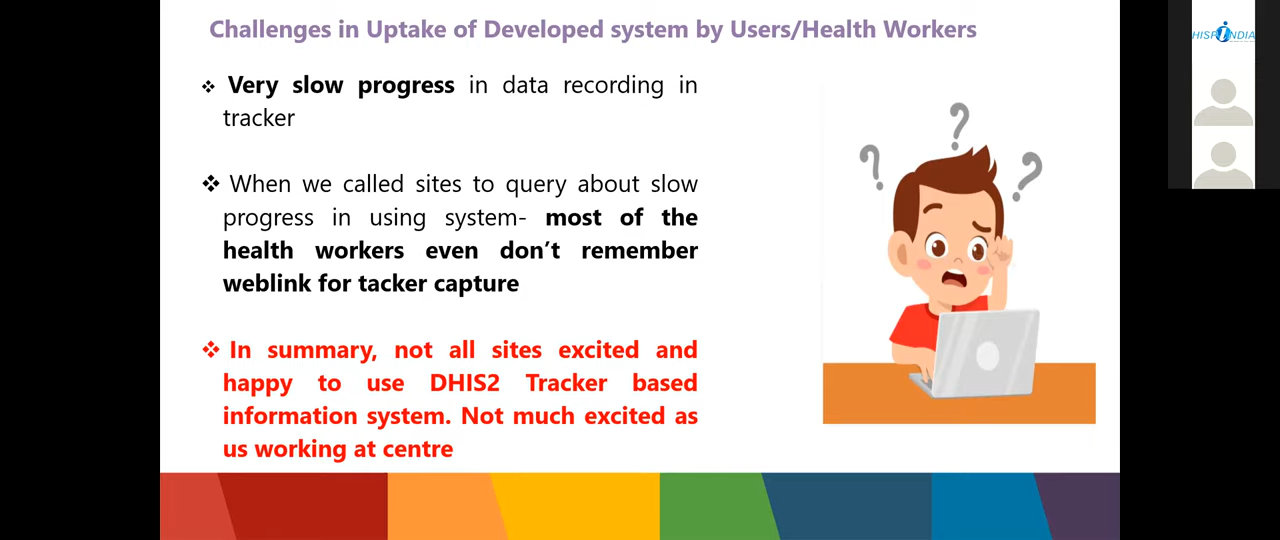 Challenges in Uptake of Developed system by Users/Health Workers
❖ Very slow progress in data recording in
tracker
❖ When we called sites to query about slow
progress in using system- most of the
health workers even don't remember
weblink for tacker capture
❖ In summary, not all sites excited and
happy to use DHIS2 Tracker based
information system. Not much excited as
us working at centre
? ? ?
HISP INDIA